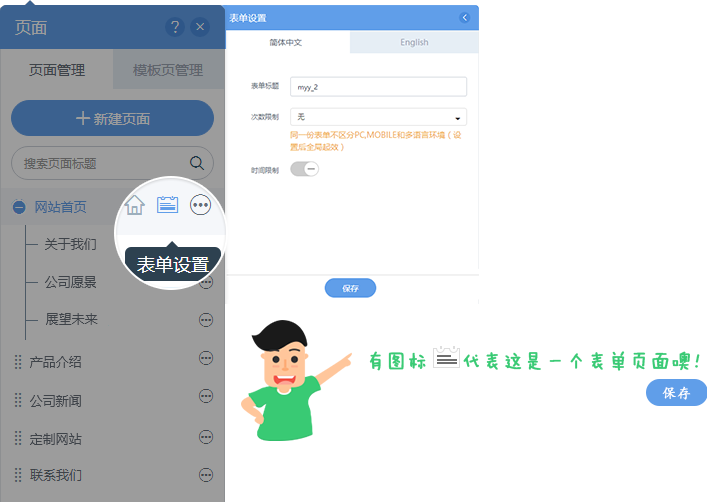 页面
?
页面管理
模板页管理
新建页面
搜索页面标题
网站首页
表单设置
关于我们
公司愿景
展望未来
产品介绍
公司新闻
定制网站
联系我们
表单设置
简体中文
English
表单标题
myy_2
次数限制
无
同一份表单不区分PC,MOBILE和多语言环境（设
置后全局起效）
时间限制
保存
有图标代表这是一个表单页面噢!
保存